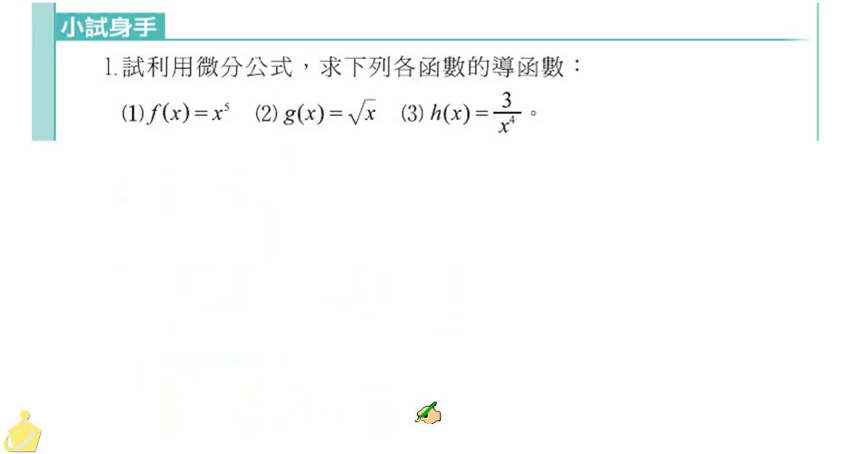 小試身手
1.試利用微分公式,求下列各函數的導函數:
(1) f(x) = x⁵ (2) g(x) = √x (3) h(x) = 3/x⁴。